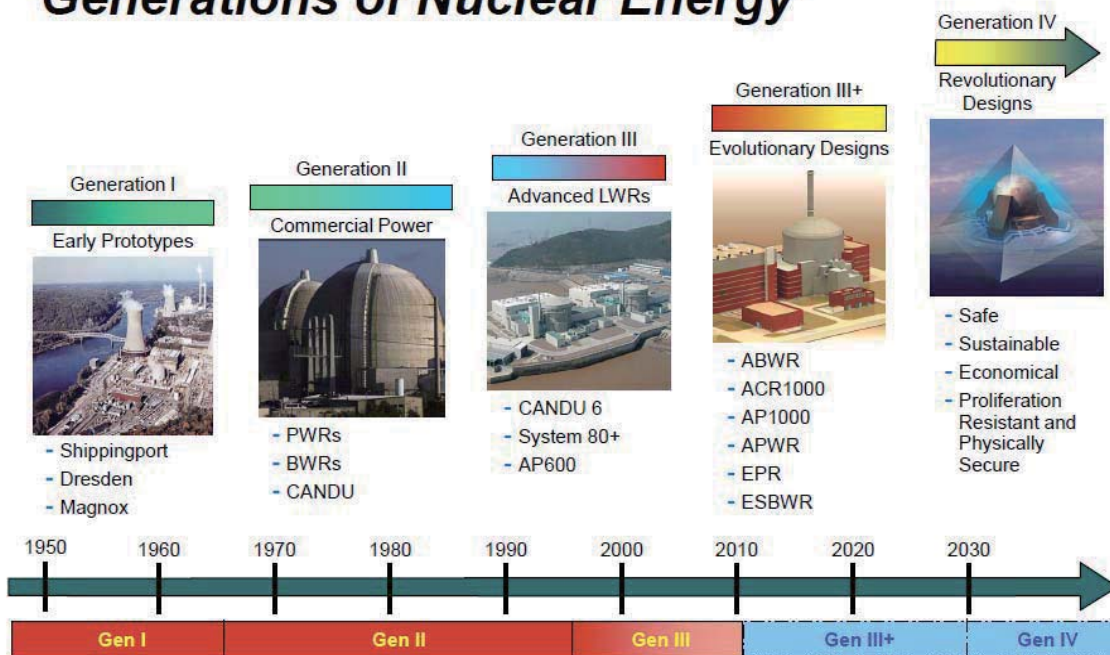 Generations of Nuclear Energy
Generation I
Early Prototypes
- Shippingport
- Dresden
- Magnox
Generation II
Commercial Power
- PWRs
- BWRs
- CANDU
Generation III
Advanced LWRs
- CANDU 6
- System 80+
- AP600
Generation III+
Evolutionary Designs
- ABWR
- ACR1000
- AP1000
- APWR
- EPR
- ESBWR
Generation IV
Revolutionary
Designs
- Safe
- Sustainable
- Economical
- Proliferation
Resistant and
Physically
Secure
1950 1960 1970 1980 1990 2000 2010 2020 2030
Gen I Gen II Gen III Gen III+ Gen IV